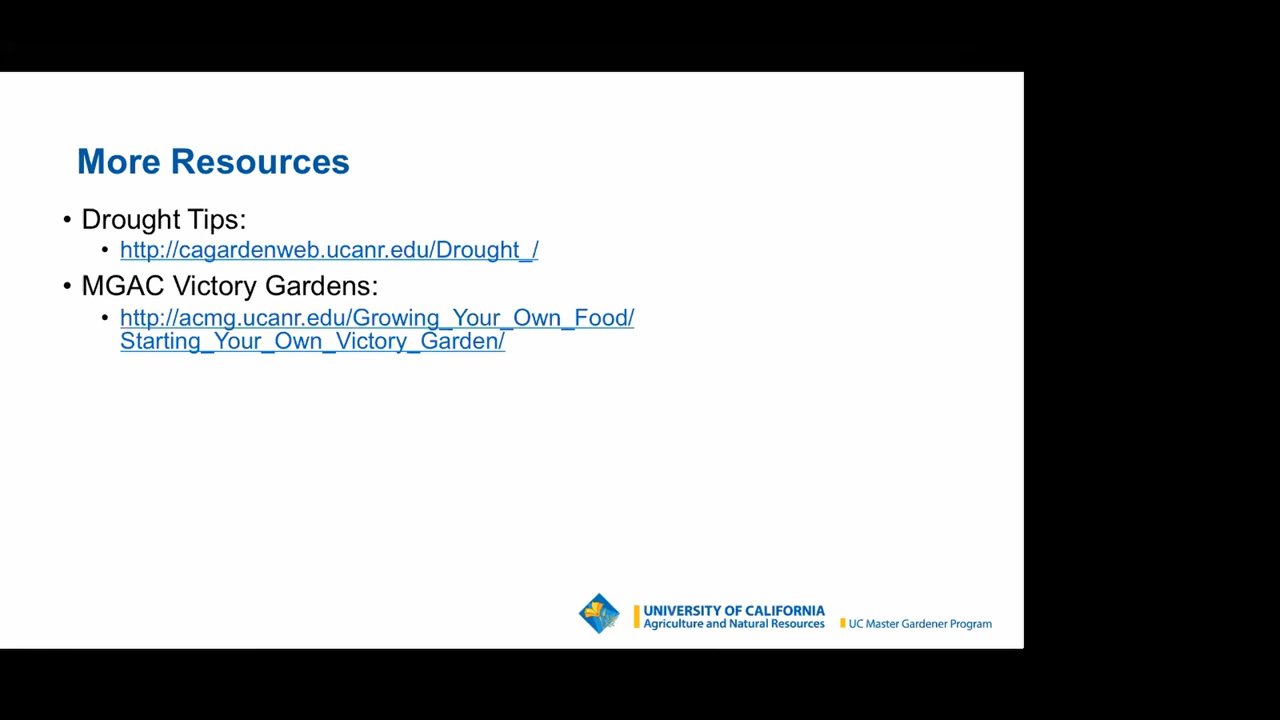 More Resources
• Drought Tips:
• http://cagardenweb.ucanr.edu/Drought_/
• MGAC Victory Gardens:
• http://acmg.ucanr.edu/Growing_Your_Own_Food/
Starting_Your_Own_Victory_Garden/
UNIVERSITY OF CALIFORNIA
Agriculture and Natural Resources
UC Master Gardener Program